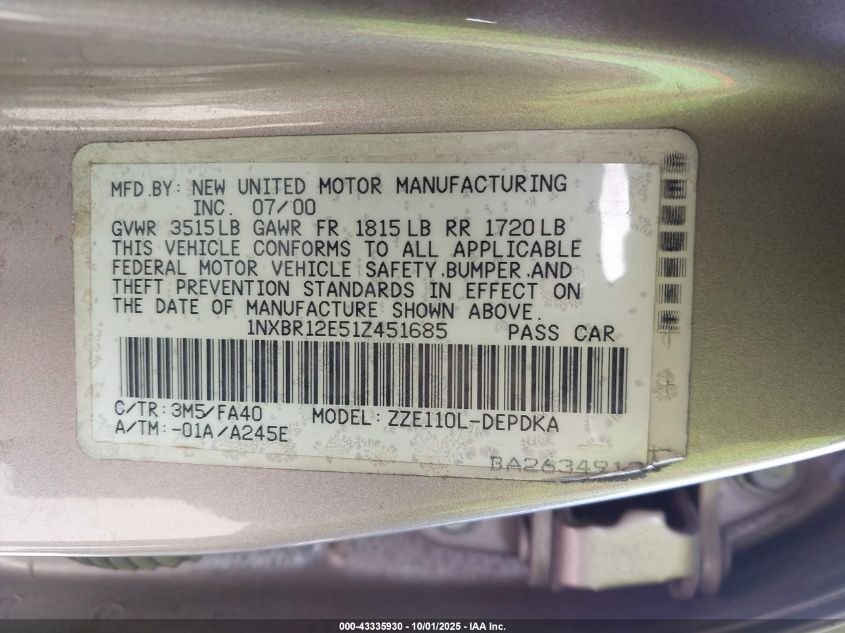 MFD.BY: NEW UNITED MOTOR MANUFACTURING
INC. 07/00
GVWR 3515LB GAWR FR 1815LB RR 1720LB
THIS VEHICLE CONFORMS TO ALL APPLICABLE
FEDERAL MOTOR VEHICLE SAFETY,BUMPER,AND
THEFT PREVENTION STANDARDS IN EFFECT ON
THE DATE OF MANUFACTURE SHOWN ABOVE.
1NXBR12E51Z451685 PASS CAR
C/TR: 3M5/FA40 MODEL: ZZE110L-DEPDKA
A/TM: -01A/A245E
000-43335930 - 10/01/2025 - IAA Inc.